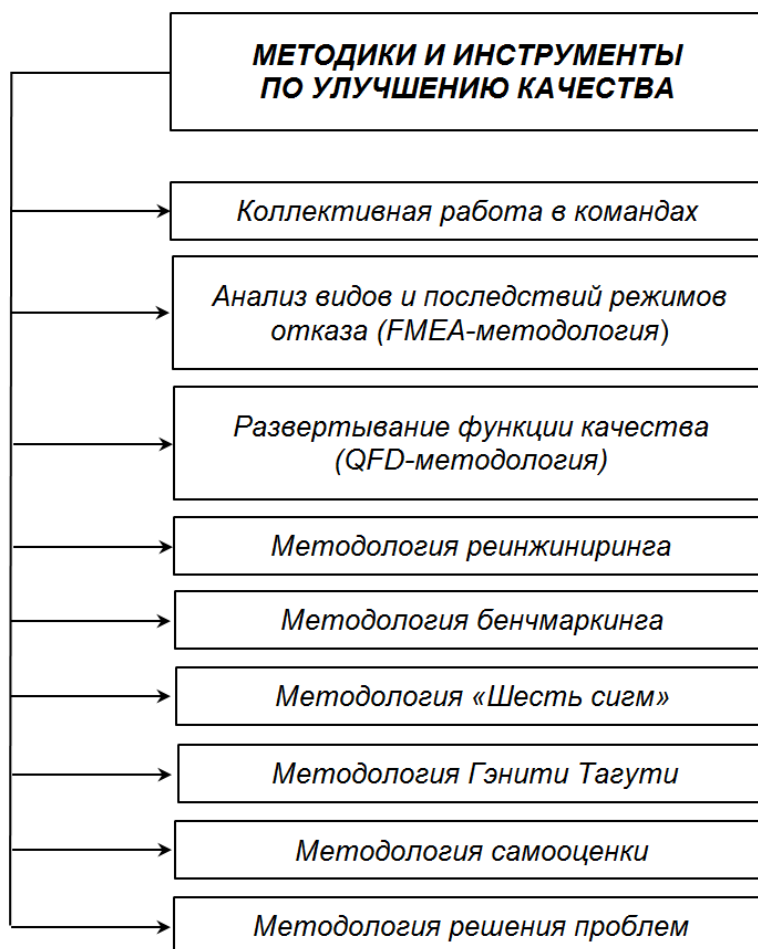 МЕТОДИКИ И ИНСТРУМЕНТЫ
ПО УЛУЧШЕНИЮ КАЧЕСТВА
Коллективная работа в командах
Анализ видов и последствий режимов
отказа (FMEA-методология)
Развертывание функции качества
(QFD-методология)
Методология реинжиниринга
Методология бенчмаркинга
Методология «Шесть сигм»
Методология Гэнити Тагути
Методология самооценки
Методология решения проблем